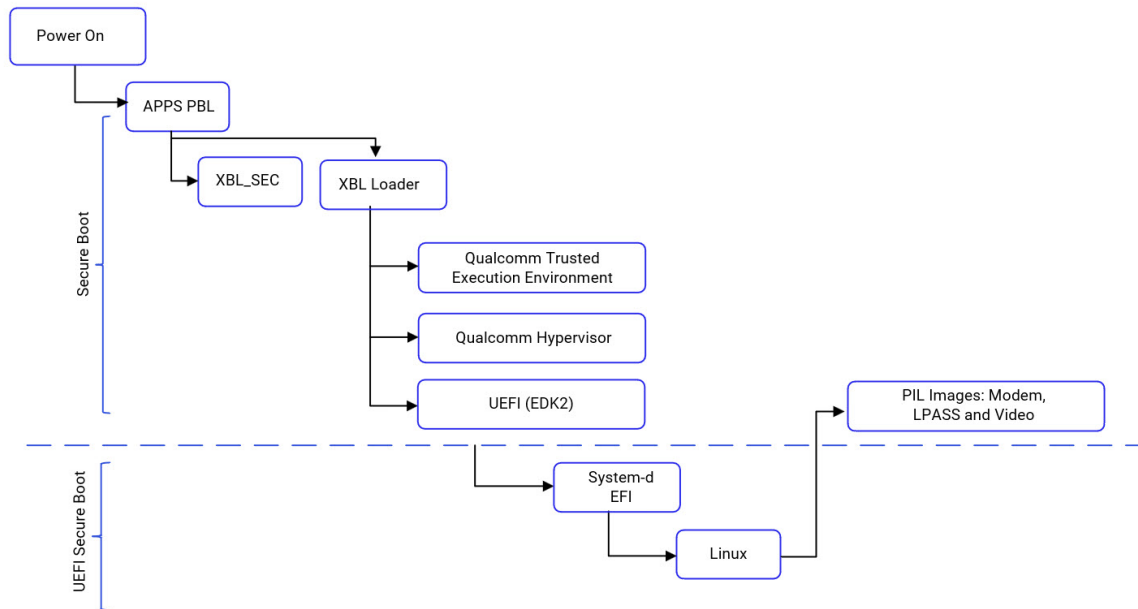 Power On
APPS PBL
XBL_SEC
XBL Loader
Secure Boot
Qualcomm Trusted
Execution Environment
Qualcomm Hypervisor
UEFI (EDK2)
PIL Images: Modem,
LPASS and Video
UEFI Secure Boot
System-d
EFI
Linux